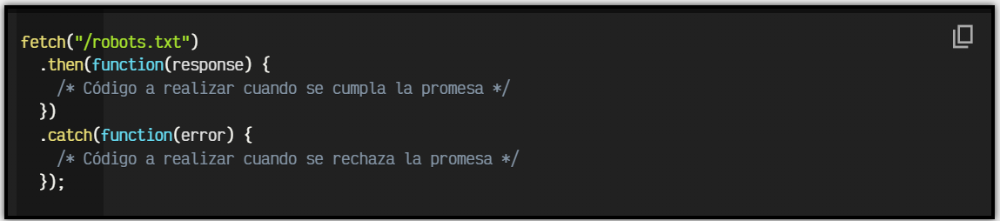 fetch("/robots.txt")
  .then(function(response) {
    /* Código a realizar cuando se cumpla la promesa */
  })
  .catch(function(error) {
    /* Código a realizar cuando se rechaza la promesa */
  });